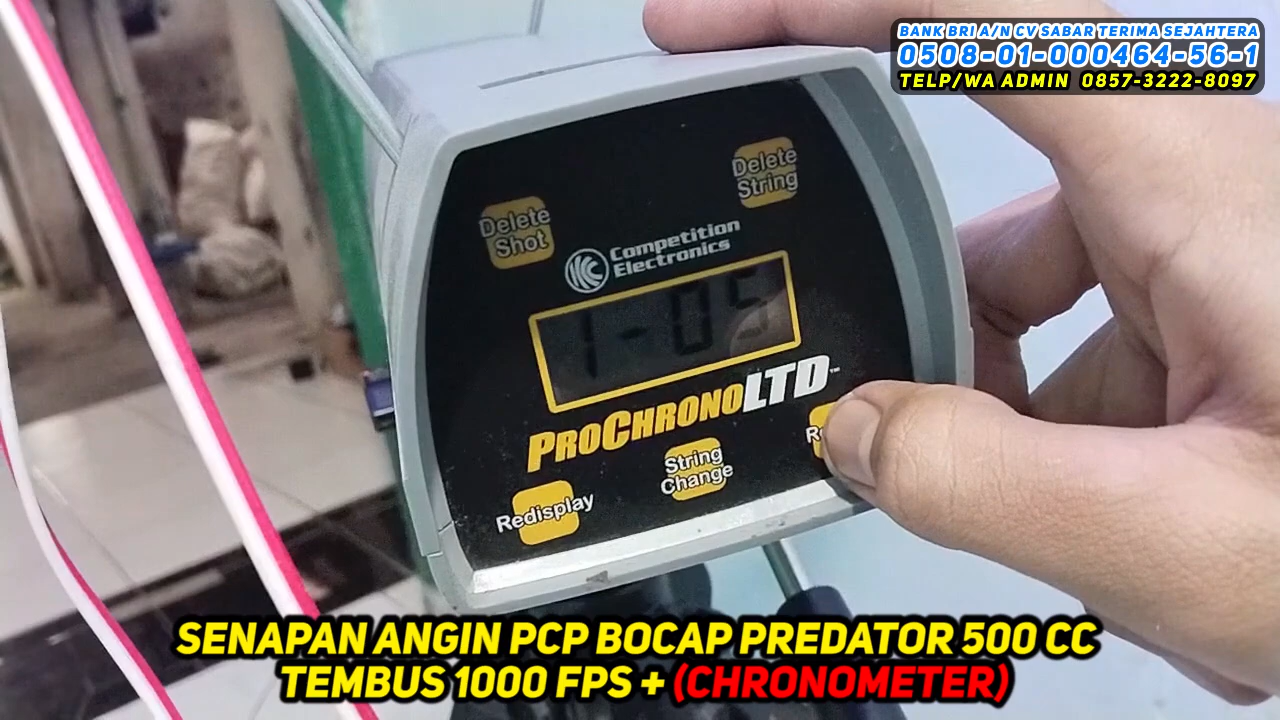 BANK BRI A/N CV SABAR TERIMA SEJAHTERA
0508-01-000464-56-1
TELP/WA ADMIN 0857-3222-8097
Delete
Shot
Delete
String
Competition
Electronics
1-05
PROCHRONO LTD™
Redisplay
String
Change
SENAPAN ANGIN PCP BOCAP PREDATOR 500 CC
TEMBUS 1000 FPS + (CHRONOMETER)